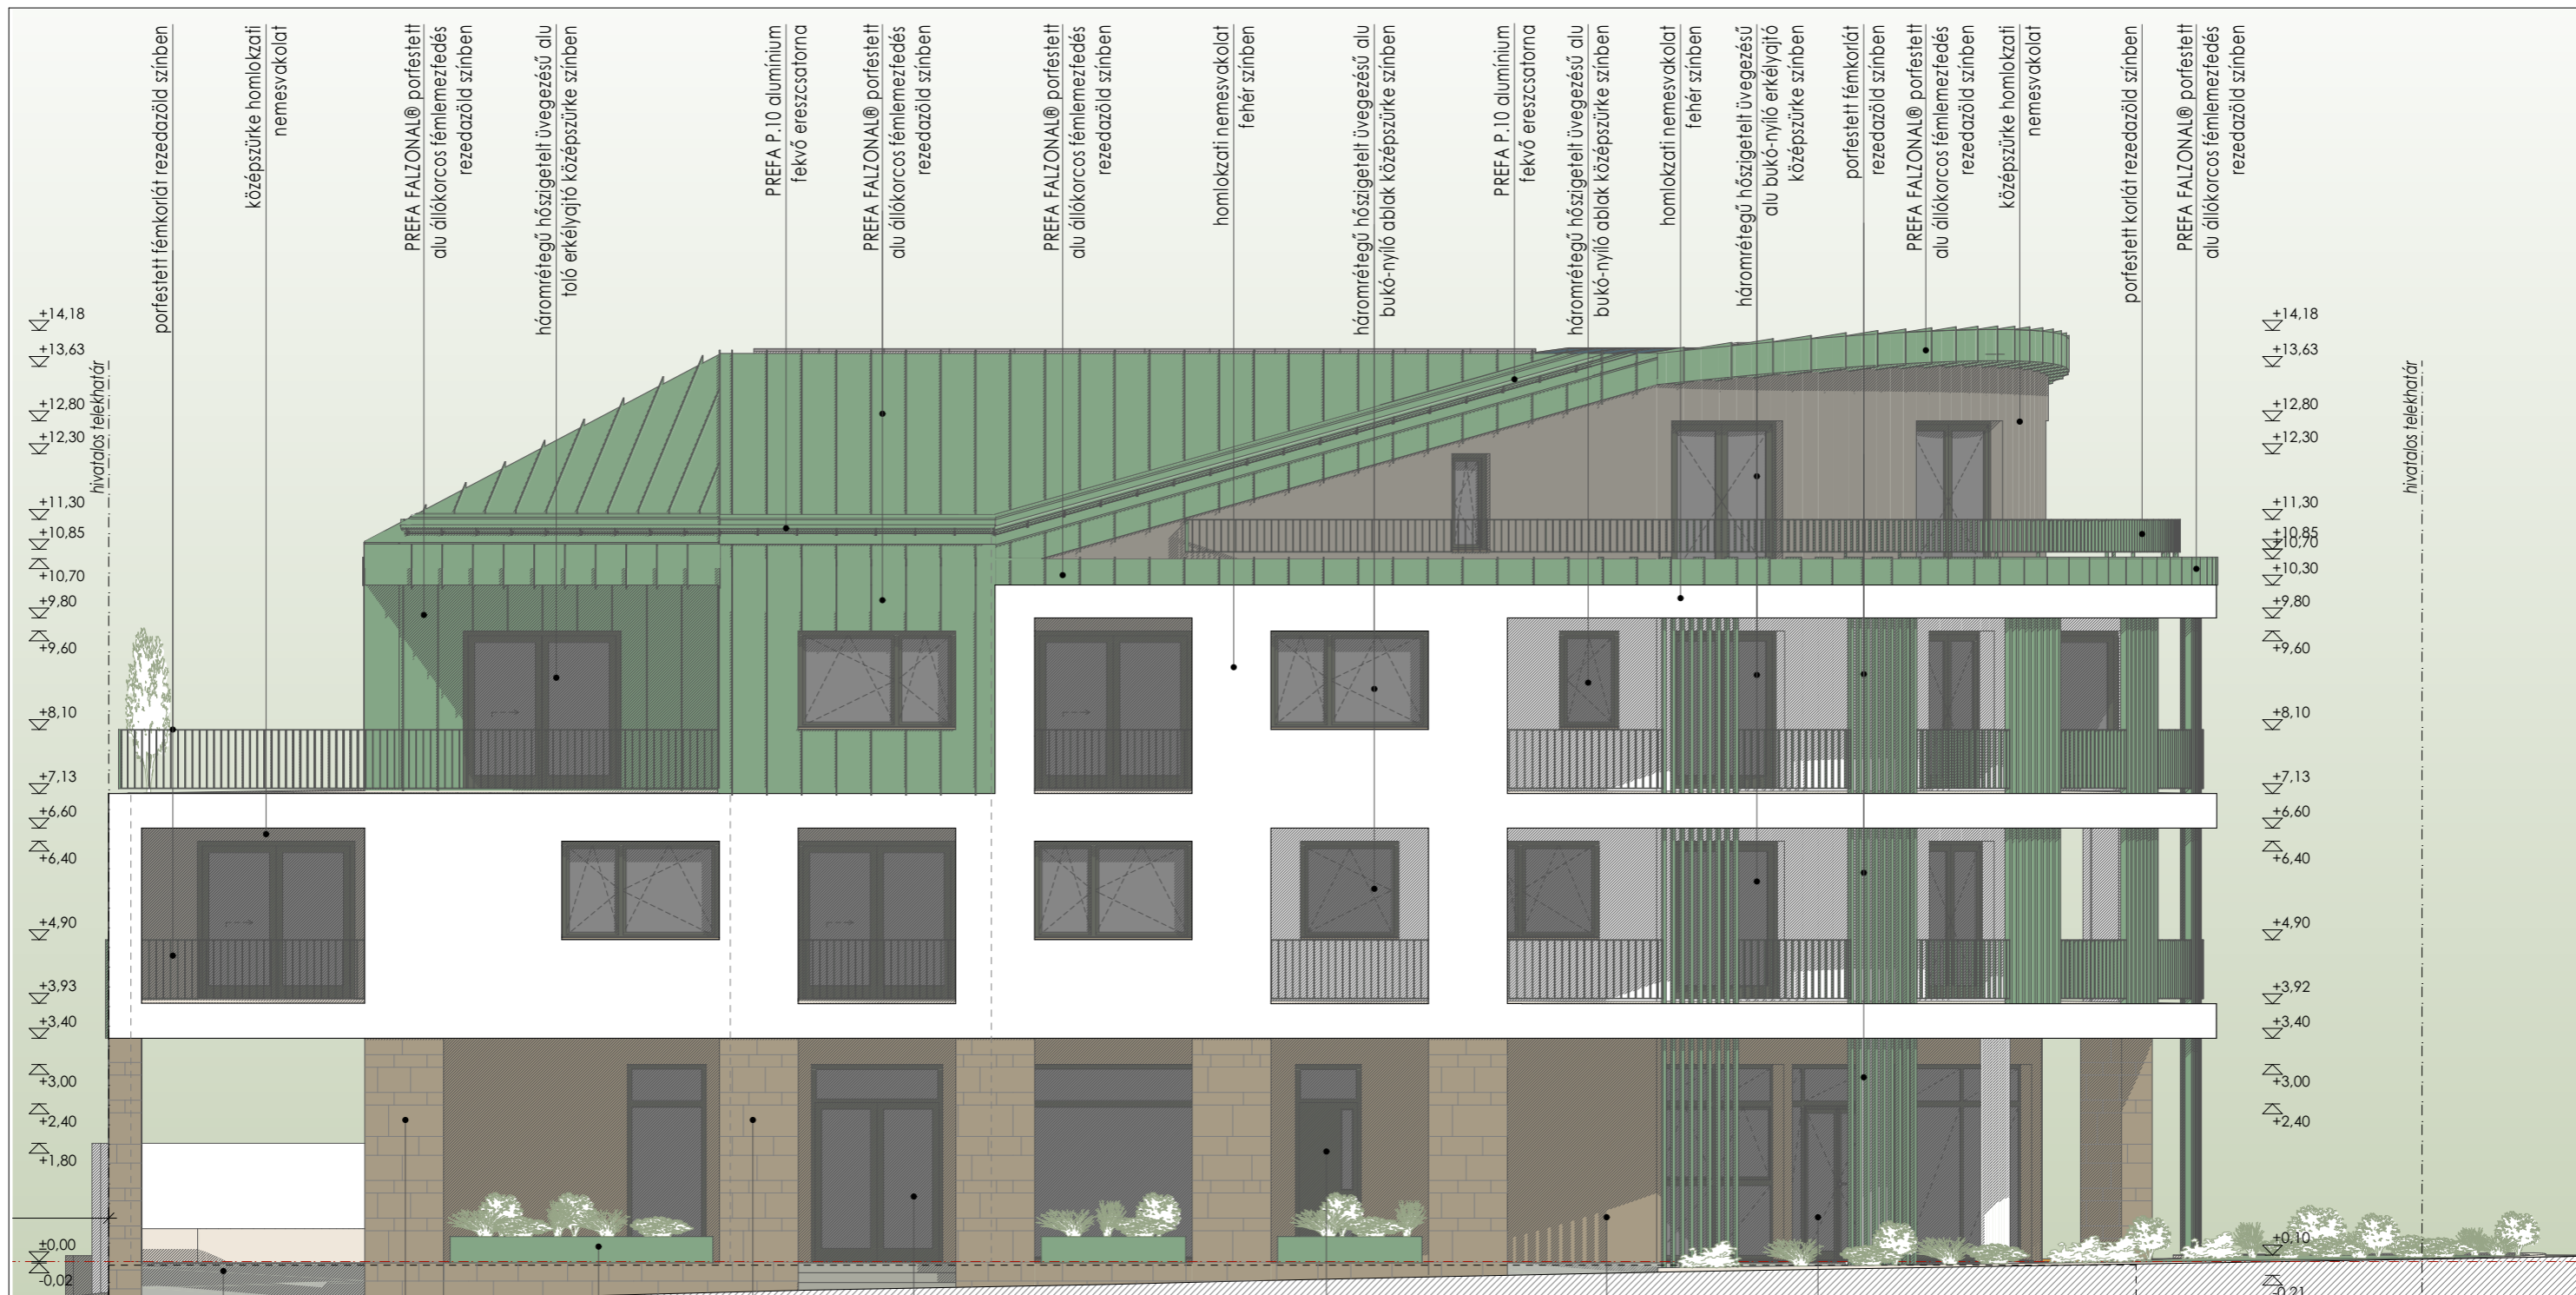 porfestett fémkorlát rezedazöld színben
középszürke homlokzati
nemesvakolat
PREFA FALZONAL® porfestett
alu állókorcos fémlemezfedés
rezedazöld színben
háromrétegű hőszigetelt üvegezésű alu
toló erkélyajtó középszürke színben
PREFA P.10 alumínium
fekvő ereszcsatorna
PREFA FALZONAL® porfestett
alu állókorcos fémlemezfedés
rezedazöld színben
PREFA FALZONAL® porfestett
alu állókorcos fémlemezfedés
rezedazöld színben
homlokzati nemesvakolat
fehér színben
háromrétegű hőszigetelt üvegezésű alu
bukó-nyíló ablak középszürke színben
PREFA P.10 alumínium
fekvő ereszcsatorna
háromrétegű hőszigetelt üvegezésű alu
bukó-nyíló ablak középszürke színben
homlokzati nemesvakolat
fehér színben
háromrétegű hőszigetelt üvegezésű
alu bukó-nyíló erkélyajtó
középszürke színben
porfestett fémkorlát
rezedazöld színben
PREFA FALZONAL® porfestett
alu állókorcos fémlemezfedés
rezedazöld színben
középszürke homlokzati
nemesvakolat
porfestett korlát rezedazöld színben
PREFA FALZONAL® porfestett
alu állókorcos fémlemezfedés
rezedazöld színben
+14,18
+13,63
+12,80
+12,30
+11,30
+10,85
+10,70
+9,80
+9,60
+8,10
+7,13
+6,60
+6,40
+4,90
+3,93
+3,40
+3,00
+2,40
+1,80
±0,00
-0,02
hivatalos telekhatár
+14,18
+13,63
+12,80
+12,30
+11,30
+10,85
+10,70
+10,30
+9,80
+9,60
+8,10
+7,13
+6,60
+6,40
+4,90
+3,92
+3,40
+3,00
+2,40
+0,10
-0,21
hivatalos telekhatár